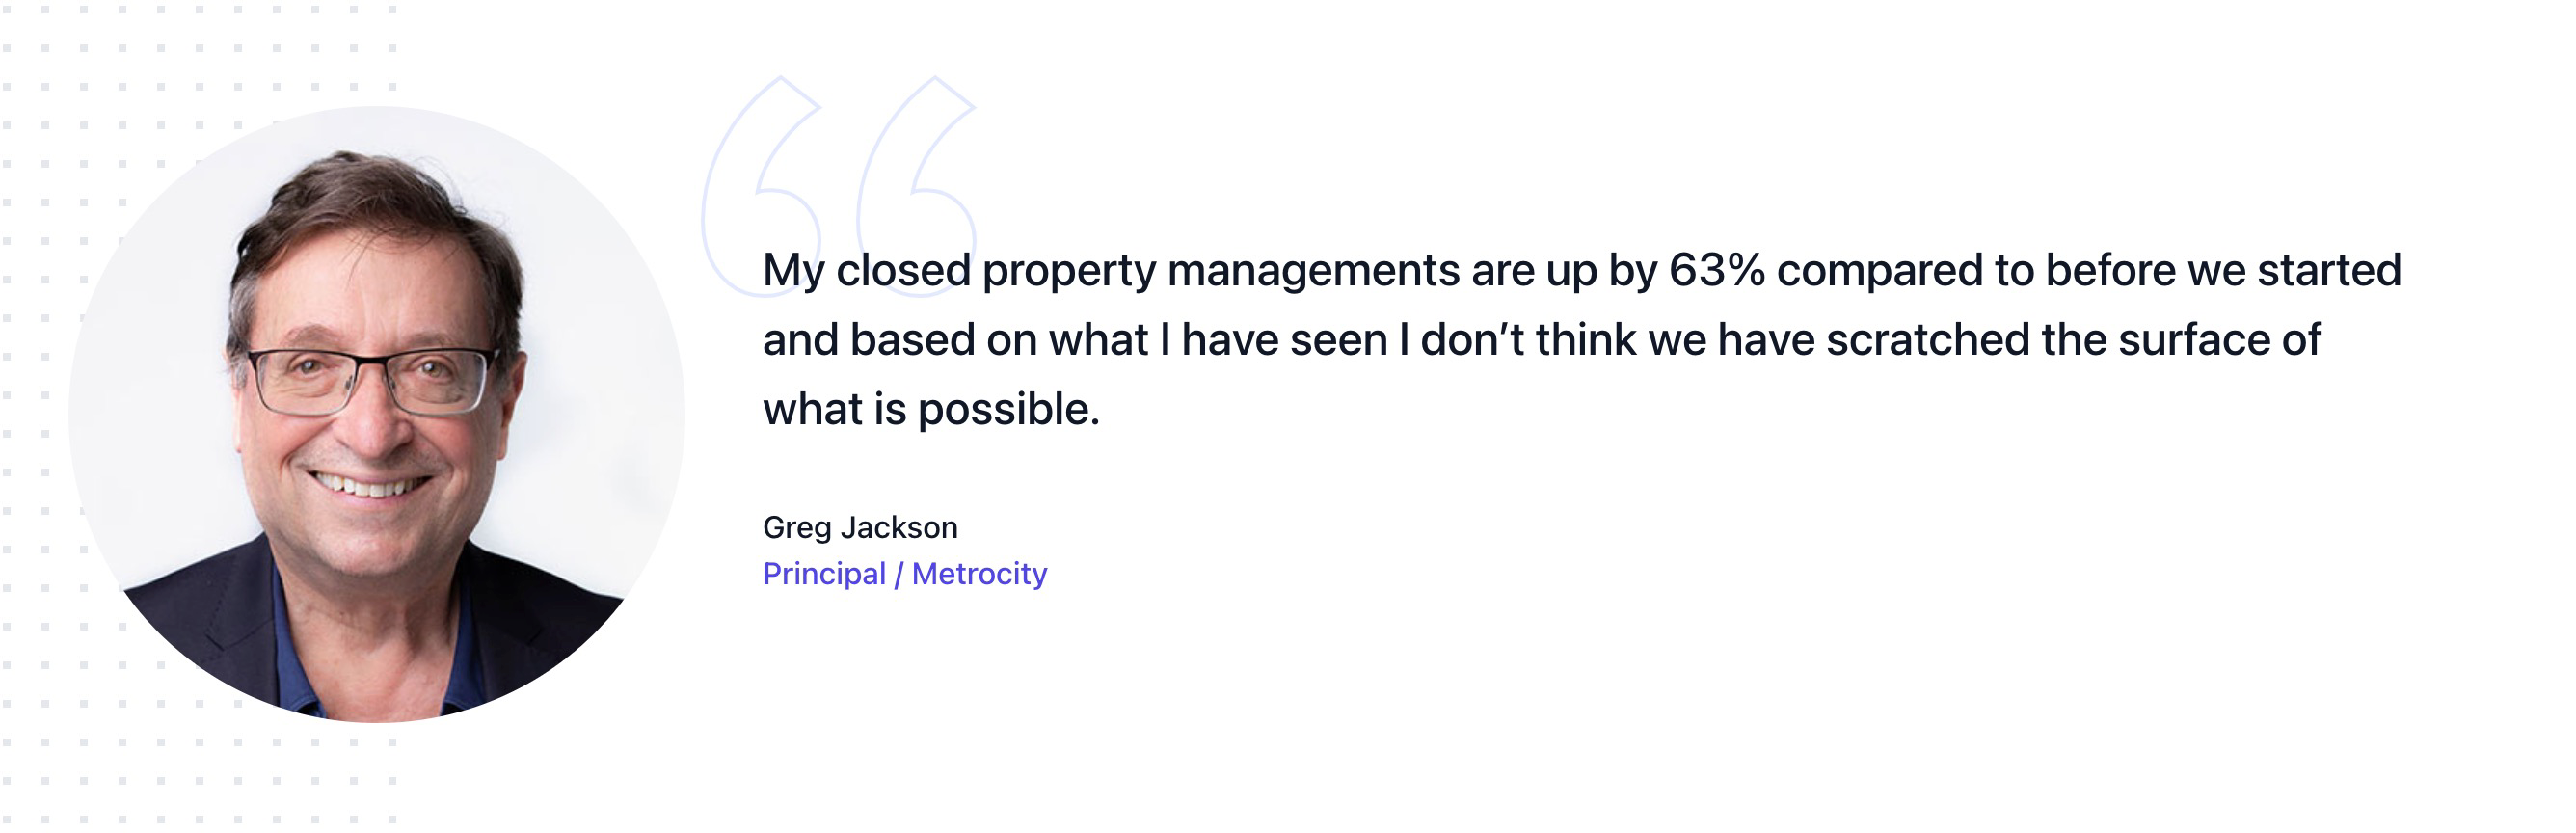 My closed property managements are up by 63% compared to before we started
and based on what I have seen I don’t think we have scratched the surface of
what is possible.
Greg Jackson
Principal / Metrocity